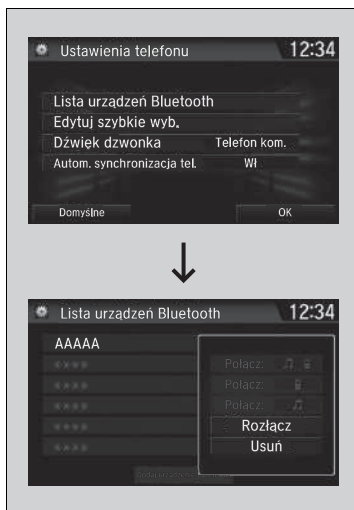 Ustawienia telefonu 12:34
Lista urządzeń Bluetooth
Edytuj szybkie wyb.
Dźwięk dzwonka Telefon kom.
Autom. synchronizacja tel. Wł
Domyślne OK
Lista urządzeń Bluetooth 12:34
AAAAA
Połącz:
Połącz:
Połącz:
Rozłącz
Usuń